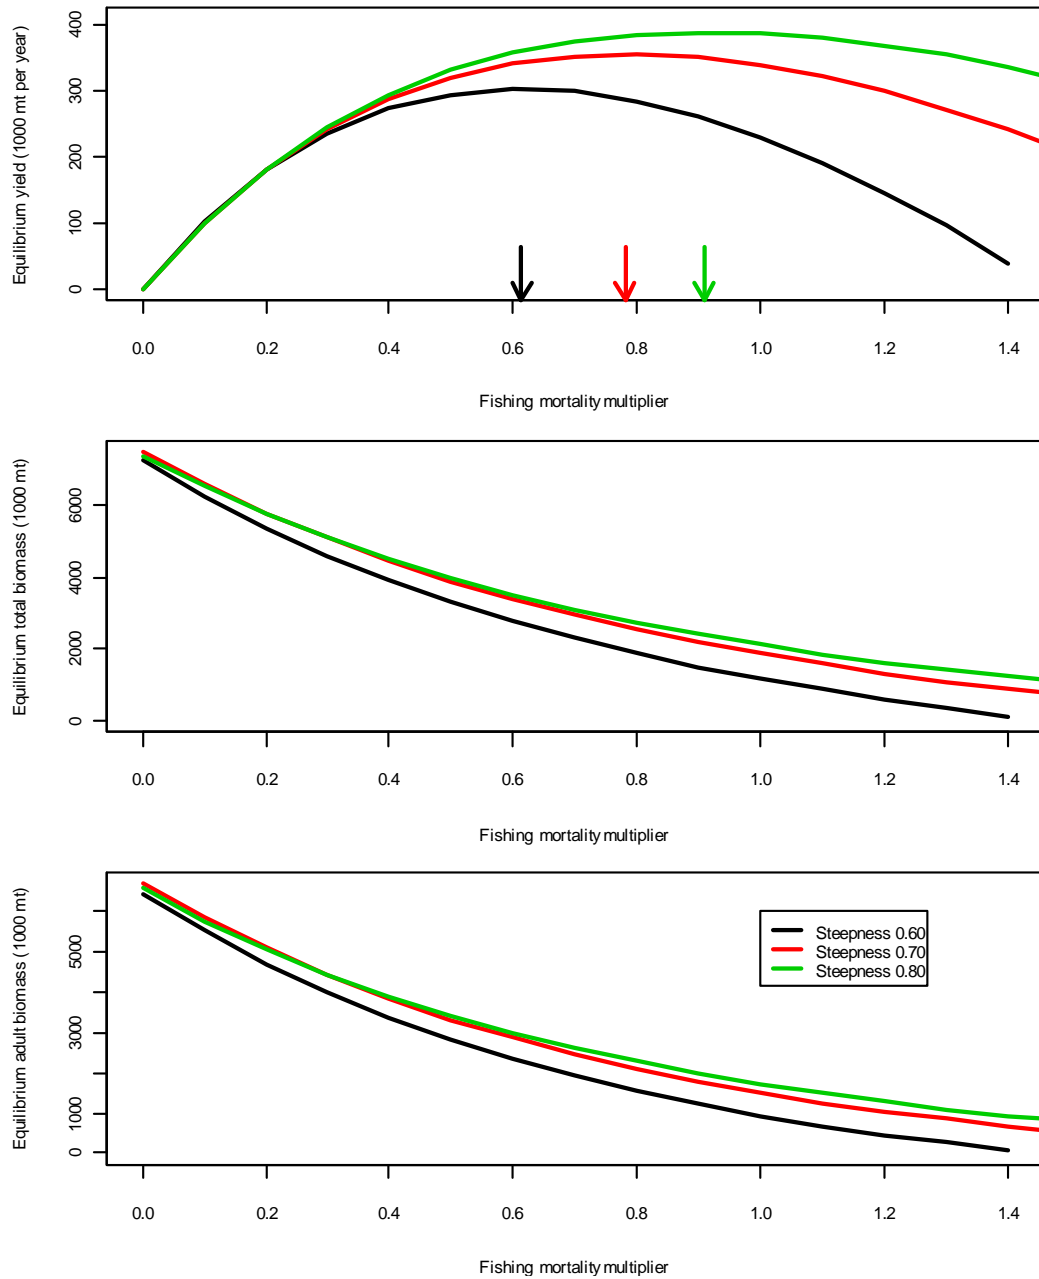 Equilibrium yield (1000 mt per year)
400
300
200
100
0
0.0 0.2 0.4 0.6 0.8 1.0 1.2 1.4
Fishing mortality multiplier
Equilibrium total biomass (1000 mt)
6000
4000
2000
0
0.0 0.2 0.4 0.6 0.8 1.0 1.2 1.4
Fishing mortality multiplier
Equilibrium adult biomass (1000 mt)
5000
3000
1000
0
Steepness 0.60
Steepness 0.70
Steepness 0.80
0.0 0.2 0.4 0.6 0.8 1.0 1.2 1.4
Fishing mortality multiplier